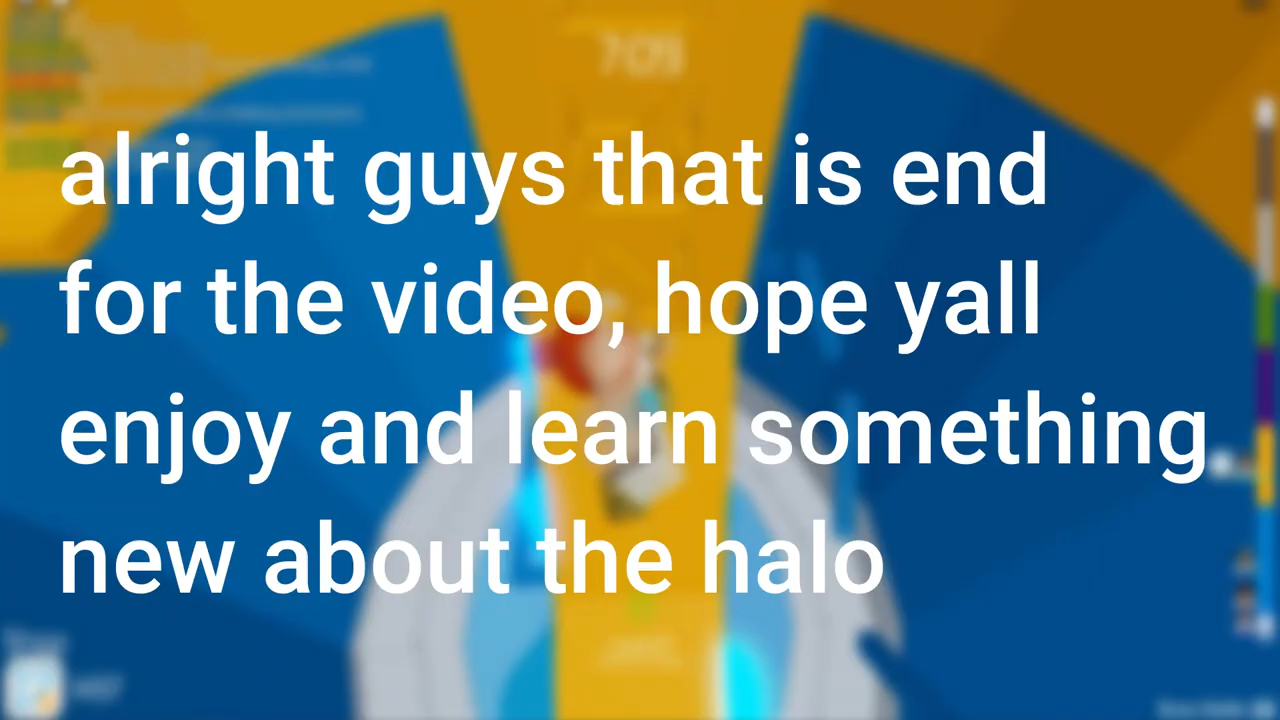 alright guys that is end
for the video, hope yall
enjoy and learn something
new about the halo